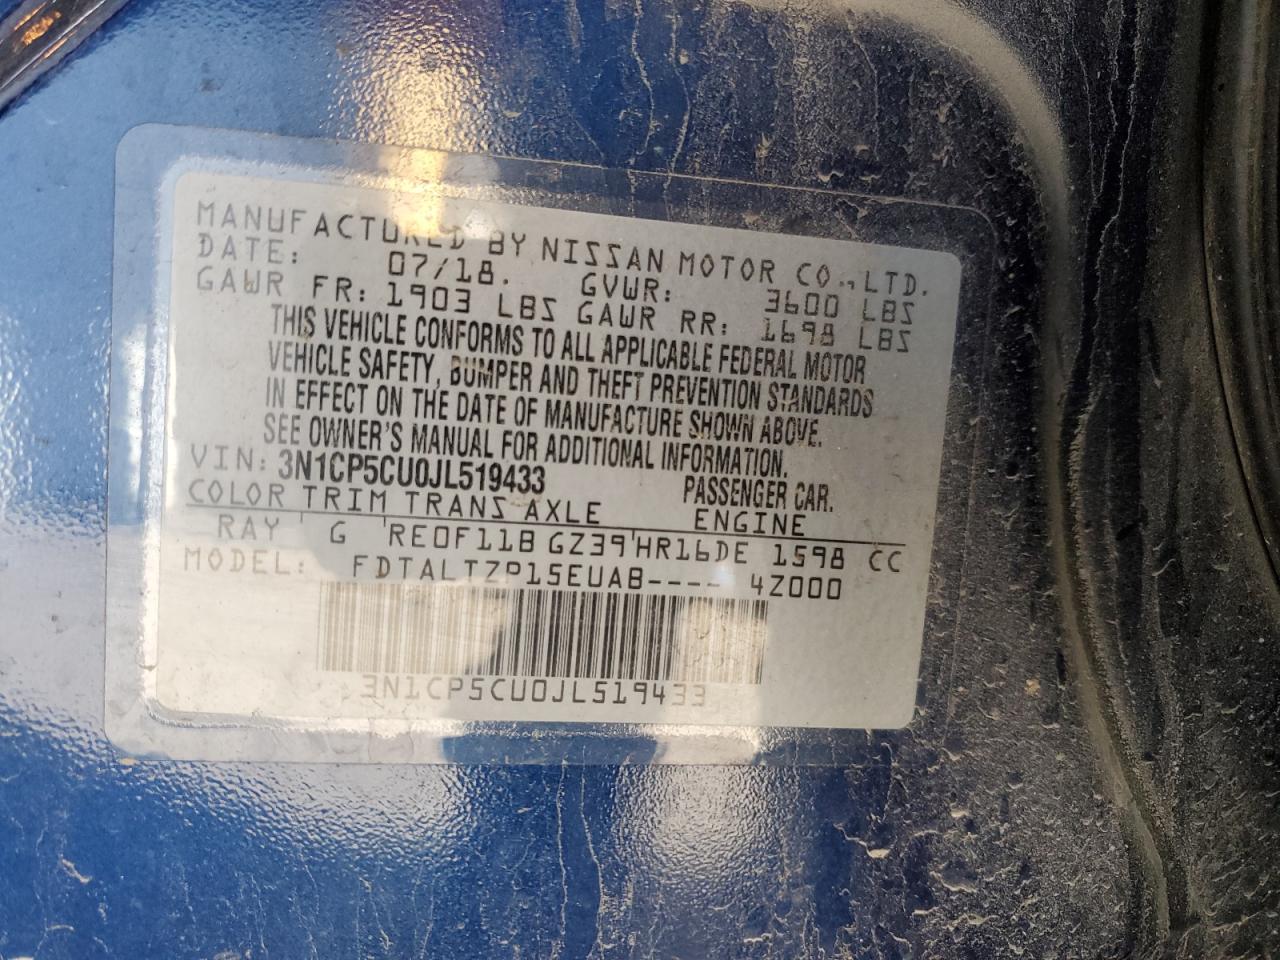 MANUFACTURED BY NISSAN MOTOR CO., LTD.
DATE: 07/18. GVWR: 3600 LBS
GAWR FR: 1903 LBS GAWR RR: 1698 LBS
THIS VEHICLE CONFORMS TO ALL APPLICABLE FEDERAL MOTOR
VEHICLE SAFETY, BUMPER AND THEFT PREVENTION STANDARDS
IN EFFECT ON THE DATE OF MANUFACTURE SHOWN ABOVE.
SEE OWNER'S MANUAL FOR ADDITIONAL INFORMATION.
VIN: 3N1CP5CU0JL519433 PASSENGER CAR.
COLOR TRIM TRANS AXLE ENGINE
RAY ' G 'RE0F11B GZ39'HR16DE 1598 CC
MODEL: FDTALTZP15EUAB---- 4Z000
3N1CP5CU0JL519433